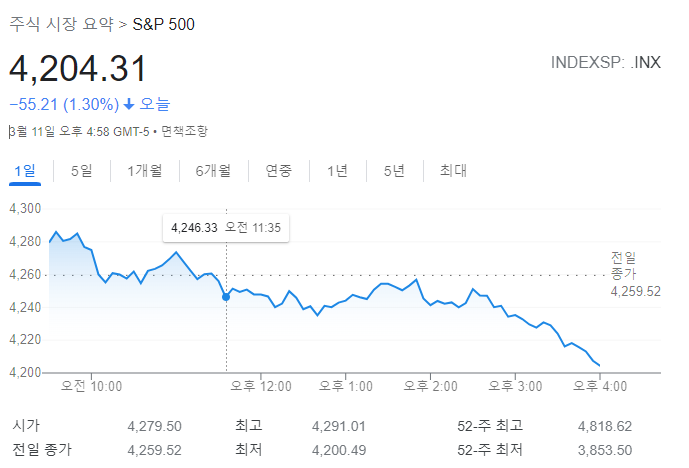 주식 시장 요약 > S&P 500
4,204.31
INDEXSP: .INX
−55.21 (1.30%) 오늘
3월 11일 오후 4:58 GMT-5 • 면책조항
1일 5일 1개월 6개월 연중 1년 5년 최대
4,300
4,246.33 오전 11:35
4,280
4,260
전일
종가
4,259.52
4,240
4,220
4,200
오전 10:00 오후 12:00 오후 1:00 오후 2:00 오후 3:00 오후 4:00
시가 4,279.50 최고 4,291.01 52-주 최고 4,818.62
전일 종가 4,259.52 최저 4,200.49 52-주 최저 3,853.50